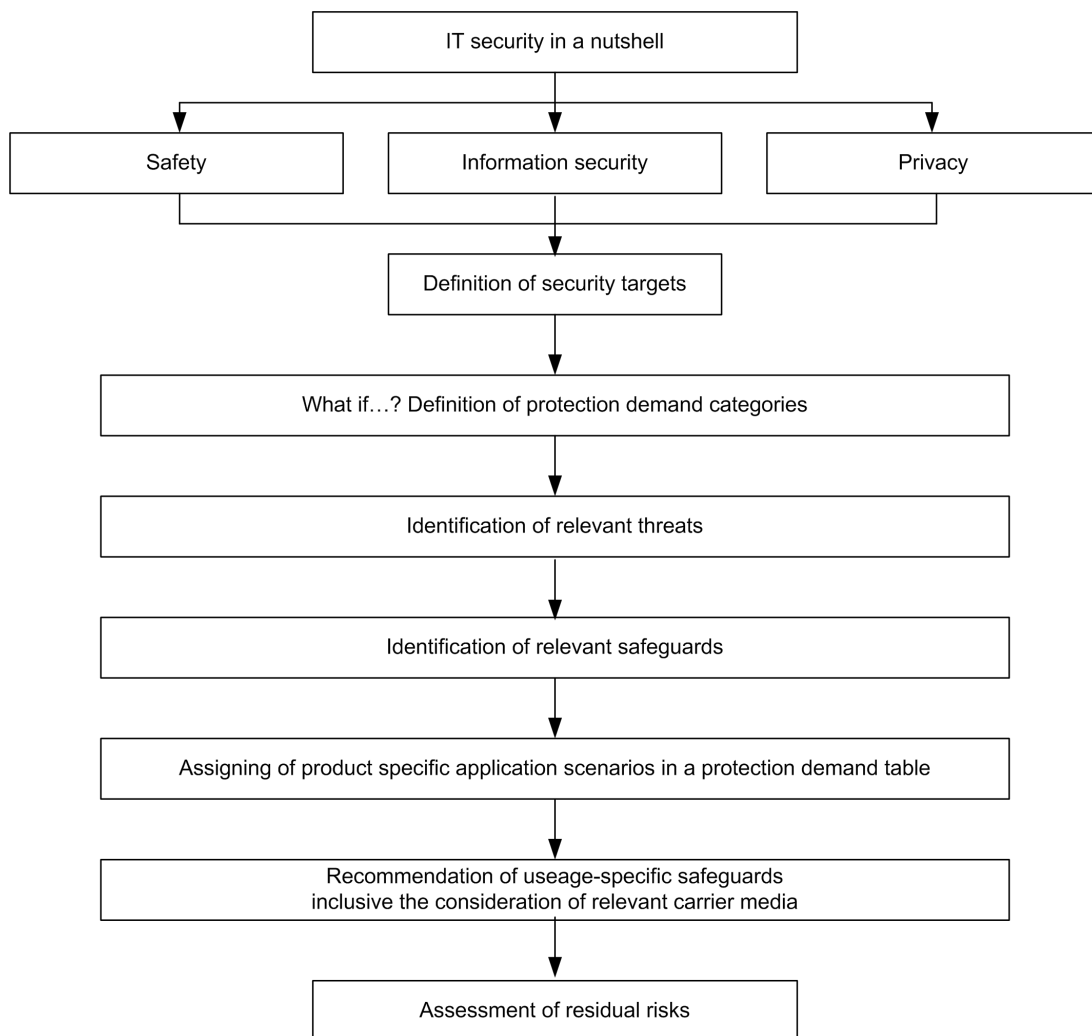 IT security in a nutshell
Safety
Information security
Privacy
Definition of security targets
What if…? Definition of protection demand categories
Identification of relevant threats
Identification of relevant safeguards
Assigning of product specific application scenarios in a protection demand table
Recommendation of useage-specific safeguards
inclusive the consideration of relevant carrier media
Assessment of residual risks